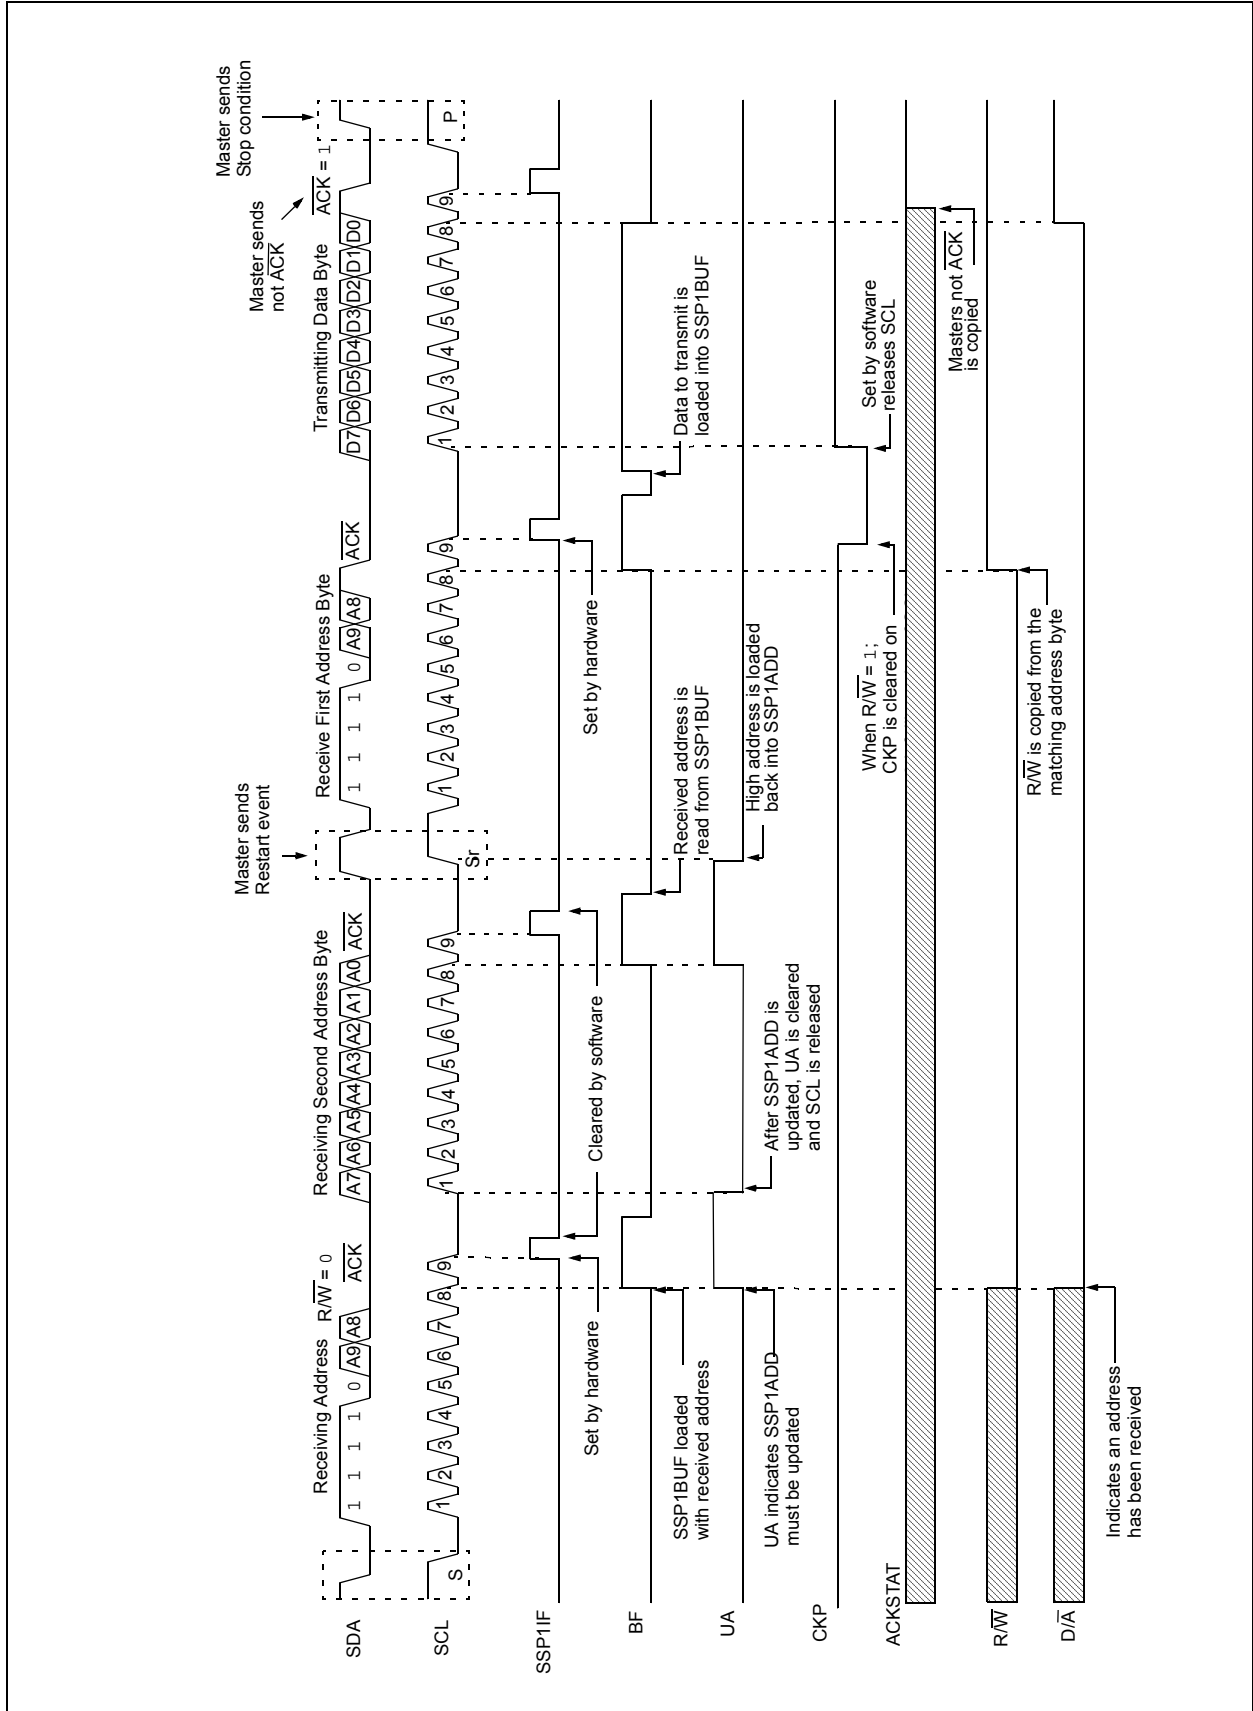 Master sends
Restart event
Master sends
not ACK
Master sends
Stop condition
Receiving Address R/W = 0
Receiving Second Address Byte
Receive First Address Byte
Transmitting Data Byte
ACK = 1
SDA
1 1 1 1 0 A9 A8 ACK
A7 A6 A5 A4 A3 A2 A1 A0 ACK
1 1 1 1 0 A9 A8 ACK
D7 D6 D5 D4 D3 D2 D1 D0
SCL
S
1 2 3 4 5 6 7 8 9
1 2 3 4 5 6 7 8 9
Sr
1 2 3 4 5 6 7 8 9
1 2 3 4 5 6 7 8 9
P
SSP1IF
Set by hardware
Cleared by software
Set by hardware
BF
SSP1BUF loaded
with received address
Received address is
read from SSP1BUF
Data to transmit is
loaded into SSP1BUF
UA
UA indicates SSP1ADD
must be updated
After SSP1ADD is
updated, UA is cleared
and SCL is released
High address is loaded
back into SSP1ADD
CKP
When R/W = 1;
CKP is cleared on
Set by software
releases SCL
ACKSTAT
Masters not ACK
is copied
R/W
R/W is copied from the
matching address byte
D/A
Indicates an address
has been received